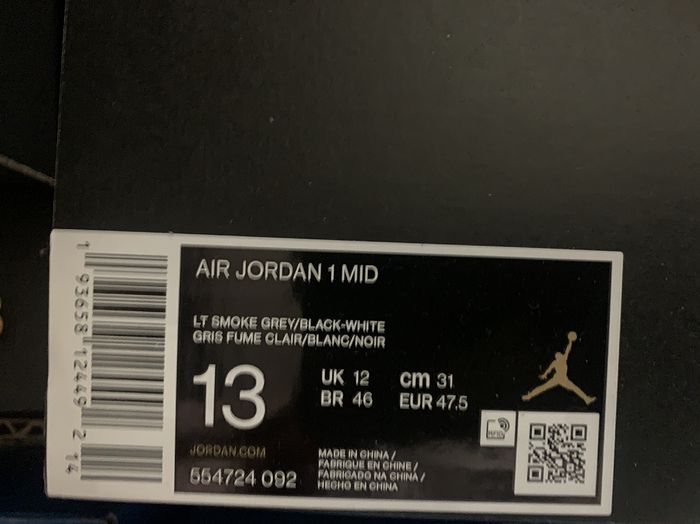 AIR JORDAN 1 MID
LT SMOKE GREY/BLACK-WHITE
GRIS FUME CLAIR/BLANC/NOIR
13
UK 12
BR 46
cm 31
EUR 47.5
JORDAN.COM
554724 092
MADE IN CHINA /
FABRIQUE EN CHINE /
FABRICADO NA CHINA /
HECHO EN CHINA
RFID
1 93658 12449 2 14